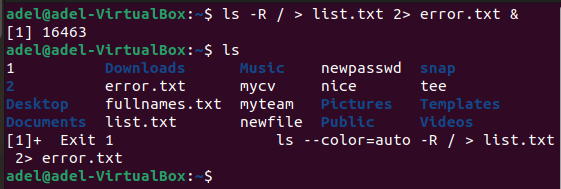 adel@adel-VirtualBox:~$ ls -R / > list.txt 2> error.txt &
[1] 16463
adel@adel-VirtualBox:~$ ls
1 Downloads Music newpasswd snap
2 error.txt mycv nice tee
Desktop fullnames.txt myteam Pictures Templates
Documents list.txt newfile Public Videos
[1]+ Exit 1 ls --color=auto -R / > list.txt
2> error.txt
adel@adel-VirtualBox:~$